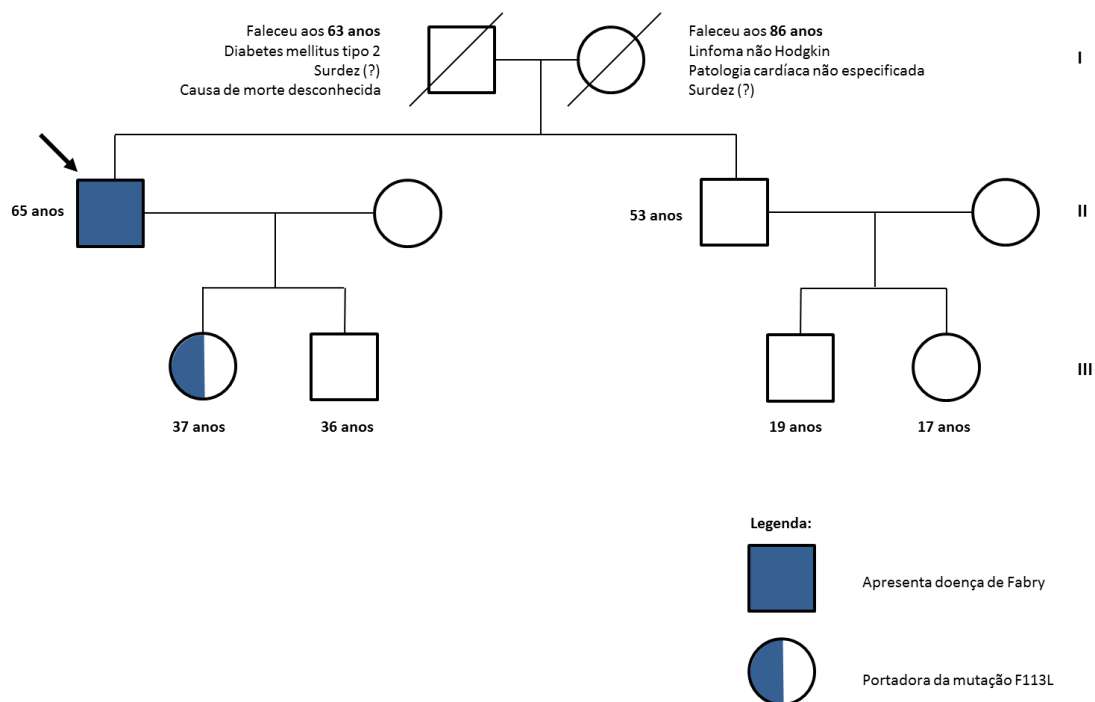 Faleceu aos 63 anos
Diabetes mellitus tipo 2
Surdez (?)
Causa de morte desconhecida
Faleceu aos 86 anos
Linfoma não Hodgkin
Patologia cardíaca não especificada
Surdez (?)
I
65 anos
53 anos
II
III
37 anos
36 anos
19 anos
17 anos
Legenda:
Apresenta doença de Fabry
Portadora da mutação F113L